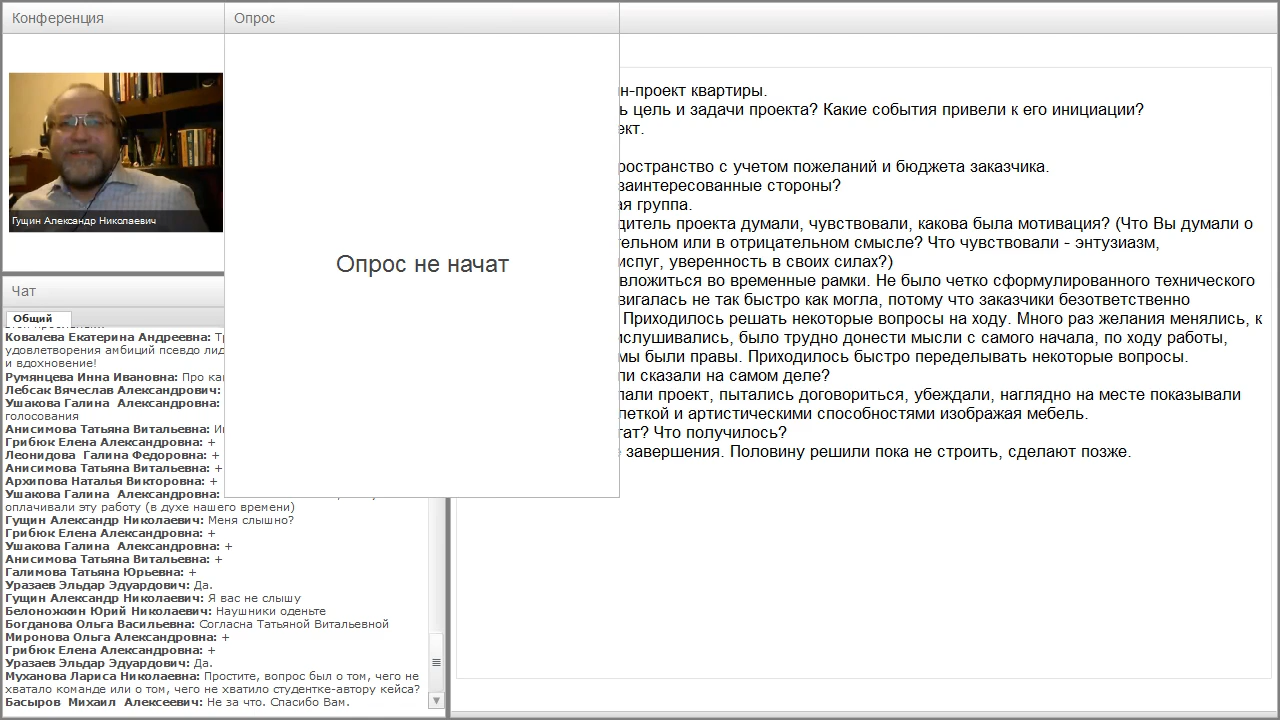 Конференция
Опрос
Гущин Александр Николаевич
Опрос не начат
Чат
Общий
Ковалева Екатерина Андреевна:
удовлетворения амбиций псевдо
и вдохновение!
Румянцева Инна Ивановна: Про
Лебсак Вячеслав Александрович:
Ушакова Галина Александровна:
голосования
Анисимова Татьяна Витальевна:
Грибюк Елена Александровна: +
Леонидова Галина Федоровна: +
Анисимова Татьяна Витальевна: +
Архипова Наталья Викторовна: +
Ушакова Галина Александровна:
оплачивали эту работу (в духе нашего времени)
Гущин Александр Николаевич: Меня слышно?
Грибюк Елена Александровна: +
Ушакова Галина Александровна: +
Анисимова Татьяна Витальевна: +
Галимова Татьяна Юрьевна: +
Уразаев Эльдар Эдуардович: Да.
Гущин Александр Николаевич: Я вас не слышу
Белоножкин Юрий Николаевич: Наушники оденьте
Богданова Ольга Васильевна: Согласна Татьяной Витальевной
Миронова Ольга Александровна: +
Грибюк Елена Александровна: +
Уразаев Эльдар Эдуардович: Да.
Муханова Лариса Николаевна: Простите, вопрос был о том, чего не
хватало команде или о том, чего не хватило студентке-автору кейса?
Басыров Михаил Алексеевич: Не за что. Спасибо Вам.
н-проект квартиры.
ь цель и задачи проекта? Какие события привели к его инициации?
ект.
ространство с учетом пожеланий и бюджета заказчика.
заинтересованные стороны?
ая группа.
дитель проекта думали, чувствовали, какова была мотивация? (Что Вы думали о
тельном или в отрицательном смысле? Что чувствовали - энтузиазм,
испуг, уверенность в своих силах?)
вложиться во временные рамки. Не было четко сформулированного технического
вигалась не так быстро как могла, потому что заказчики безответственно
Приходилось решать некоторые вопросы на ходу. Много раз желания менялись, к
ислушивались, было трудно донести мысли с самого начала, по ходу работы,
мы были правы. Приходилось быстро переделывать некоторые вопросы.
ли сказали на самом деле?
лали проект, пытались договориться, убеждали, наглядно на месте показывали
леткой и артистическими способностями изображая мебель.
тат? Что получилось?
завершения. Половину решили пока не строить, сделают позже.